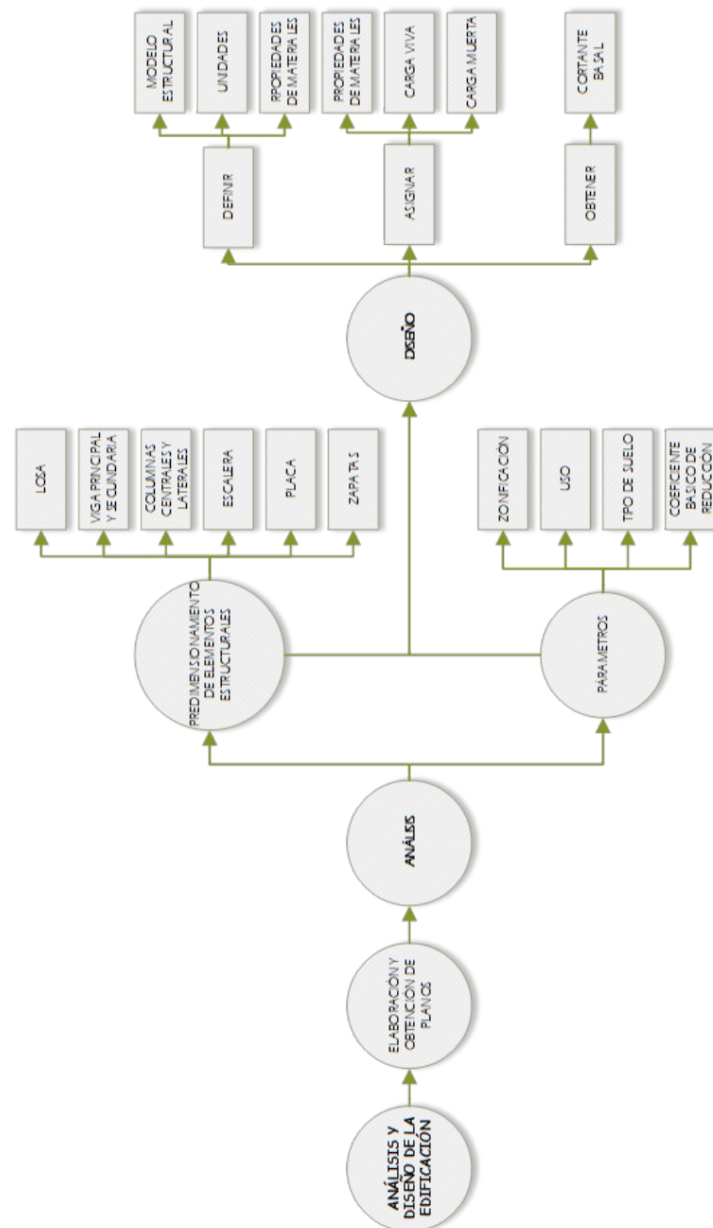 ANÁLISIS Y
DISEÑO DE LA
EDIFICACIÓN
ELABORACIÓN Y
OBTENCIÓN DE
PLANOS
ANÁLISIS
PREDIMENSIONAMIENTO
DE ELEMENTOS
ESTRUCTURALES
LOSA
VIGA PRINCIPAL
Y SECUNDARIA
COLUMNAS
CENTRALES Y
LATERALES
ESCALERA
PLACA
ZAPATAS
PÁRAMETROS
ZONIFICACIÓN
USO
TIPO DE SUELO
COEFICIENTE
BASICO DE
REDUCCIÓN
DISEÑO
DEFINIR
MODELO
ESTRUCTURAL
UNIDADES
RPOPIEDADES
DE MATERIALES
ASIGNAR
PROPIEDADES
DE MATERIALES
CARGA VIVA
CARGA MUERTA
OBTENER
CORTANTE
BASAL